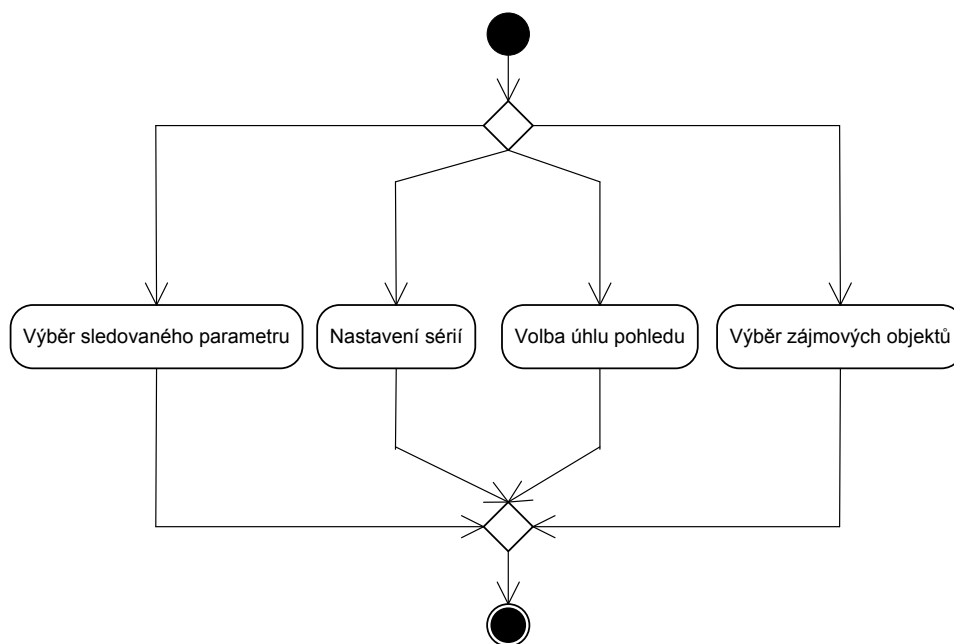 Výběr sledovaného parametru
Nastavení sérií
Volba úhlu pohledu
Výběr zájmových objektů